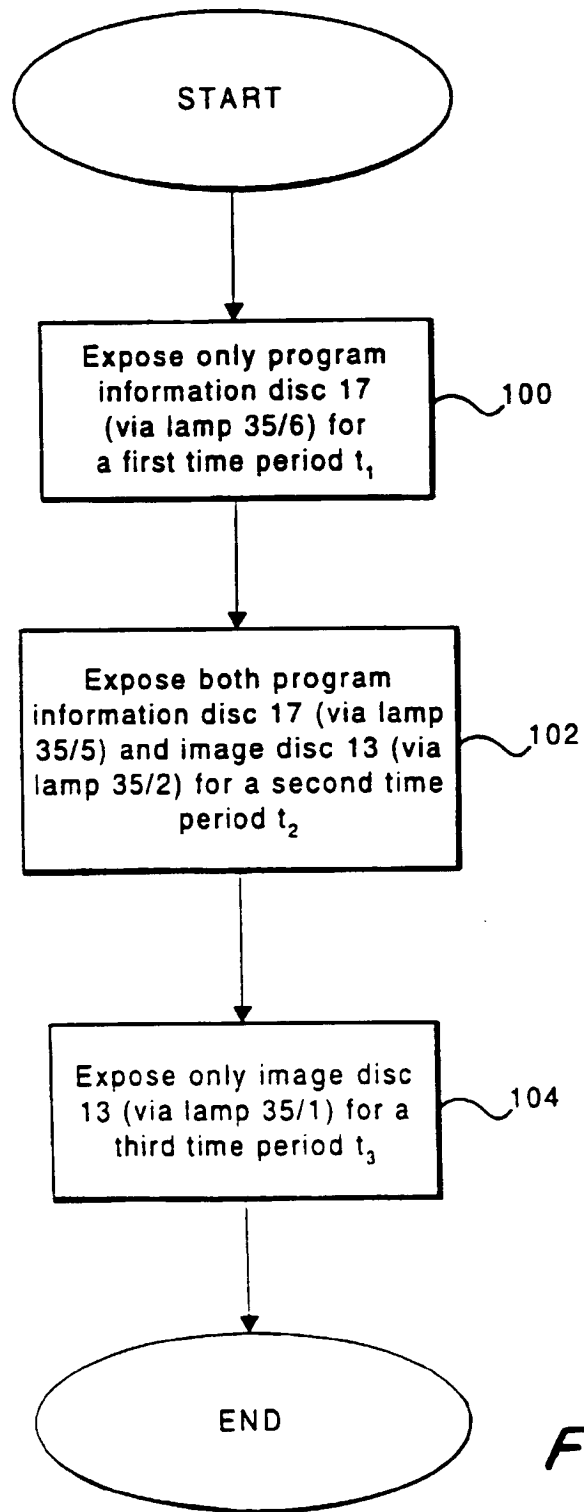 START
Expose only program
information disc 17
(via lamp 35/6) for
a first time period t₁
100
Expose both program
information disc 17 (via lamp
35/5) and image disc 13 (via
lamp 35/2) for a second time
period t₂
102
Expose only image disc
13 (via lamp 35/1) for a
third time period t₃
104
END
F